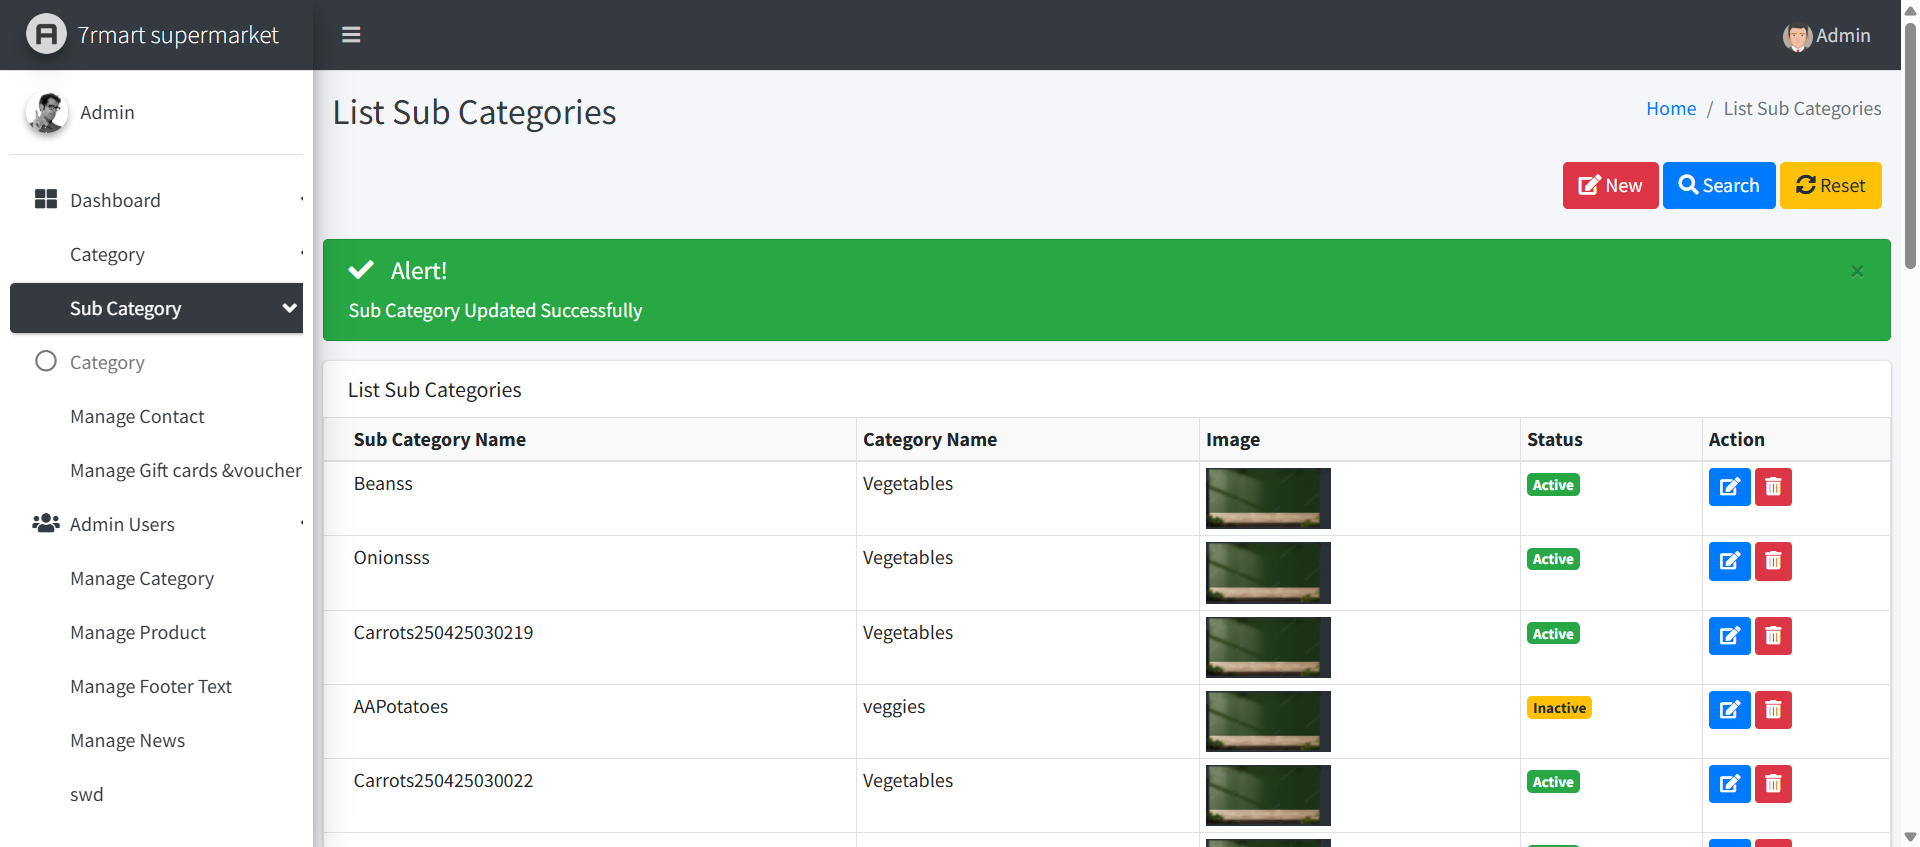 7rmart supermarket
Admin
Admin
List Sub Categories
Home / List Sub Categories
Dashboard
New
Search
Reset
Category
Alert!
Sub Category Updated Successfully
×
Sub Category
Category
Manage Contact
Manage Gift cards &voucher
Admin Users
Manage Category
Manage Product
Manage Footer Text
Manage News
swd
List Sub Categories
Sub Category Name Category Name Image Status Action
Beanss Vegetables Active
Onionsss Vegetables Active
Carrots250425030219 Vegetables Active
AAPotatoes veggies Inactive
Carrots250425030022 Vegetables Active